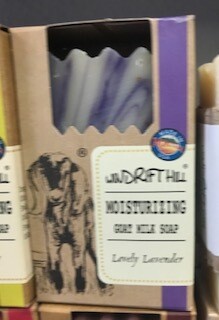 WINDRIFT HILL
MOISTURIZING
GOAT MILK SOAP
Lovely Lavender
®